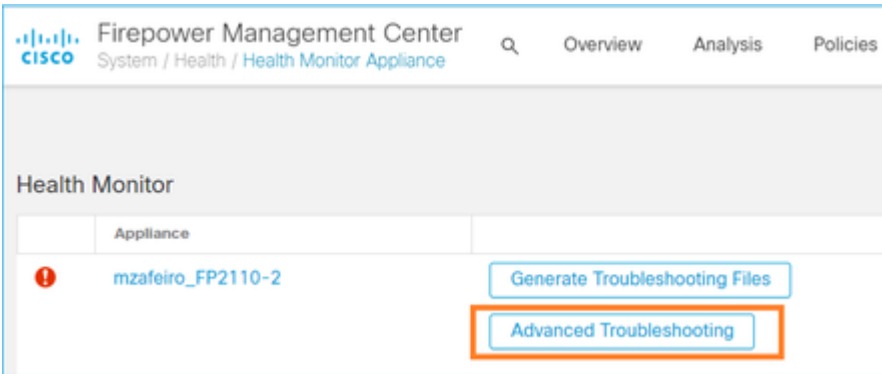 CISCO
Firepower Management Center
System / Health / Health Monitor Appliance
Overview
Analysis
Policies
Health Monitor
Appliance
mzafeiro_FP2110-2
Generate Troubleshooting Files
Advanced Troubleshooting